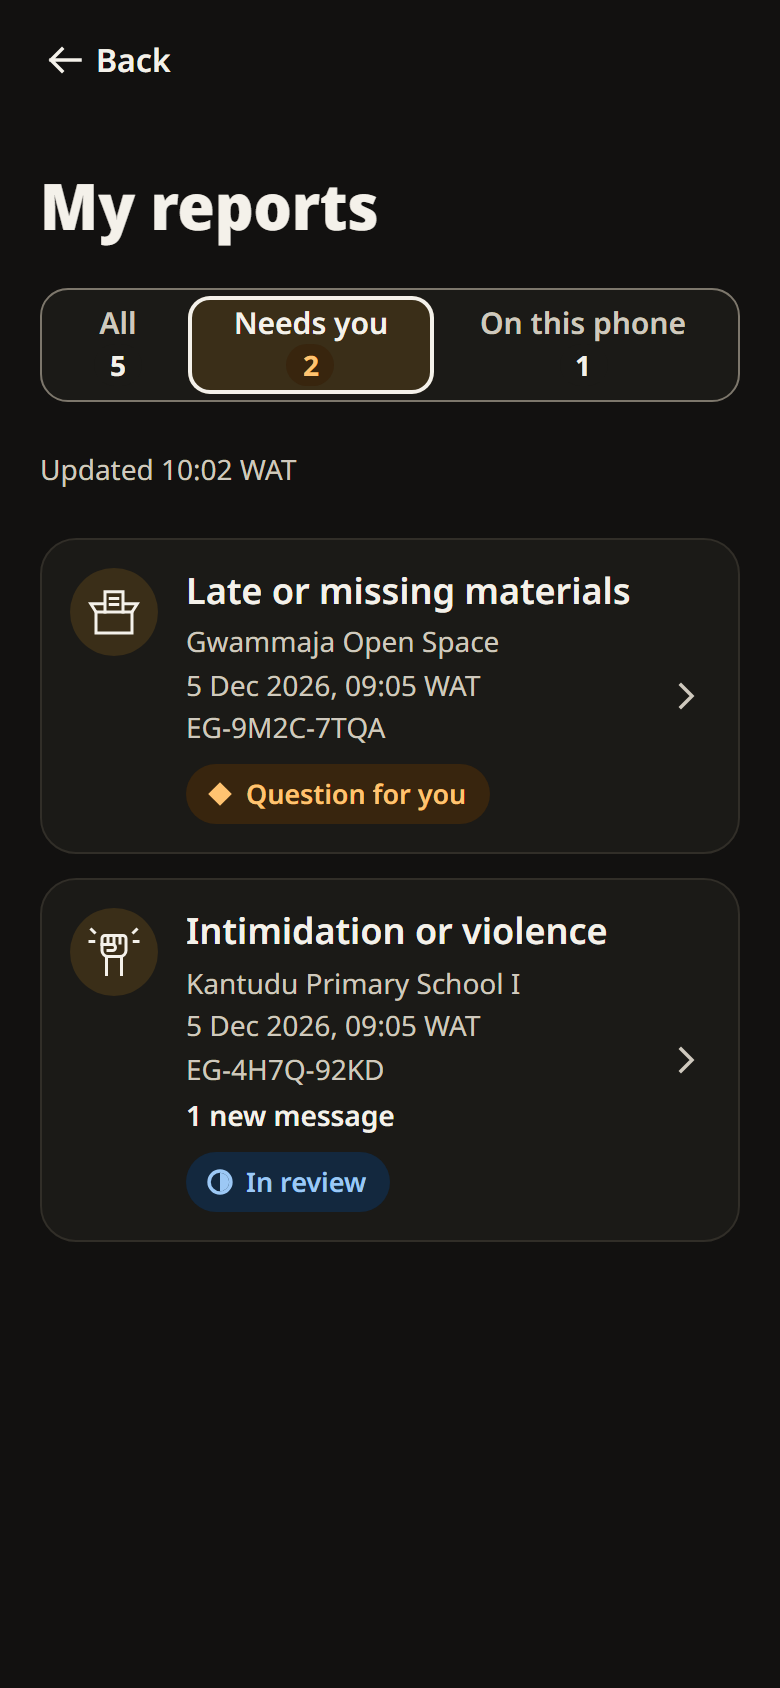 Back
My reports
All
5
Needs you
2
On this phone
1
Updated 10:02 WAT
Late or missing materials
Gwammaja Open Space
5 Dec 2026, 09:05 WAT
EG-9M2C-7TQA
Question for you
Intimidation or violence
Kantudu Primary School I
5 Dec 2026, 09:05 WAT
EG-4H7Q-92KD
1 new message
In review